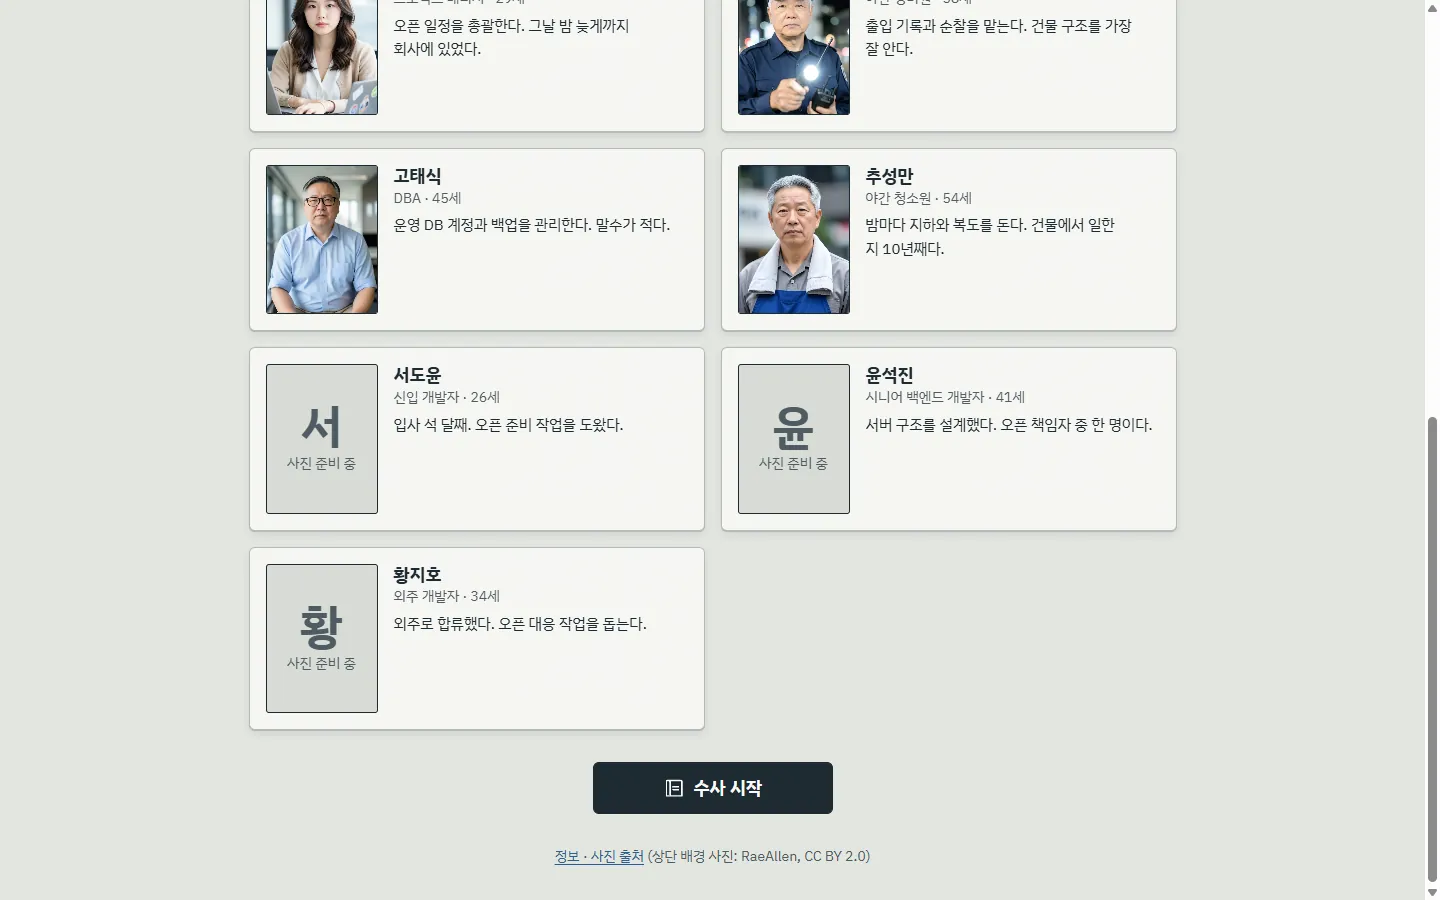 오픈 일정을 총괄한다. 그날 밤 늦게까지
회사에 있었다.
출입 기록과 순찰을 맡는다. 건물 구조를 가장
잘 안다.
고태식
DBA · 45세
운영 DB 계정과 백업을 관리한다. 말수가 적다.
추성만
야간 청소원 · 54세
밤마다 지하와 복도를 돈다. 건물에서 일한
지 10년째다.
서
사진 준비 중
서도윤
신입 개발자 · 26세
입사 석 달째. 오픈 준비 작업을 도왔다.
윤
사진 준비 중
윤석진
시니어 백엔드 개발자 · 41세
서버 구조를 설계했다. 오픈 책임자 중 한 명이다.
황
사진 준비 중
황지호
외주 개발자 · 34세
외주로 합류했다. 오픈 대응 작업을 돕는다.
수사 시작
정보 · 사진 출처 (상단 배경 사진: RaeAllen, CC BY 2.0)